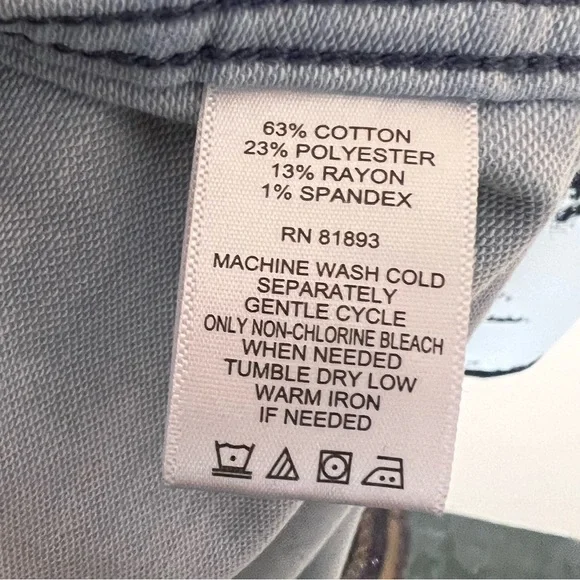 63% COTTON
23% POLYESTER
13% RAYON
1% SPANDEX
RN 81893
MACHINE WASH COLD
SEPARATELY
GENTLE CYCLE
ONLY NON-CHLORINE BLEACH
WHEN NEEDED
TUMBLE DRY LOW
WARM IRON
IF NEEDED